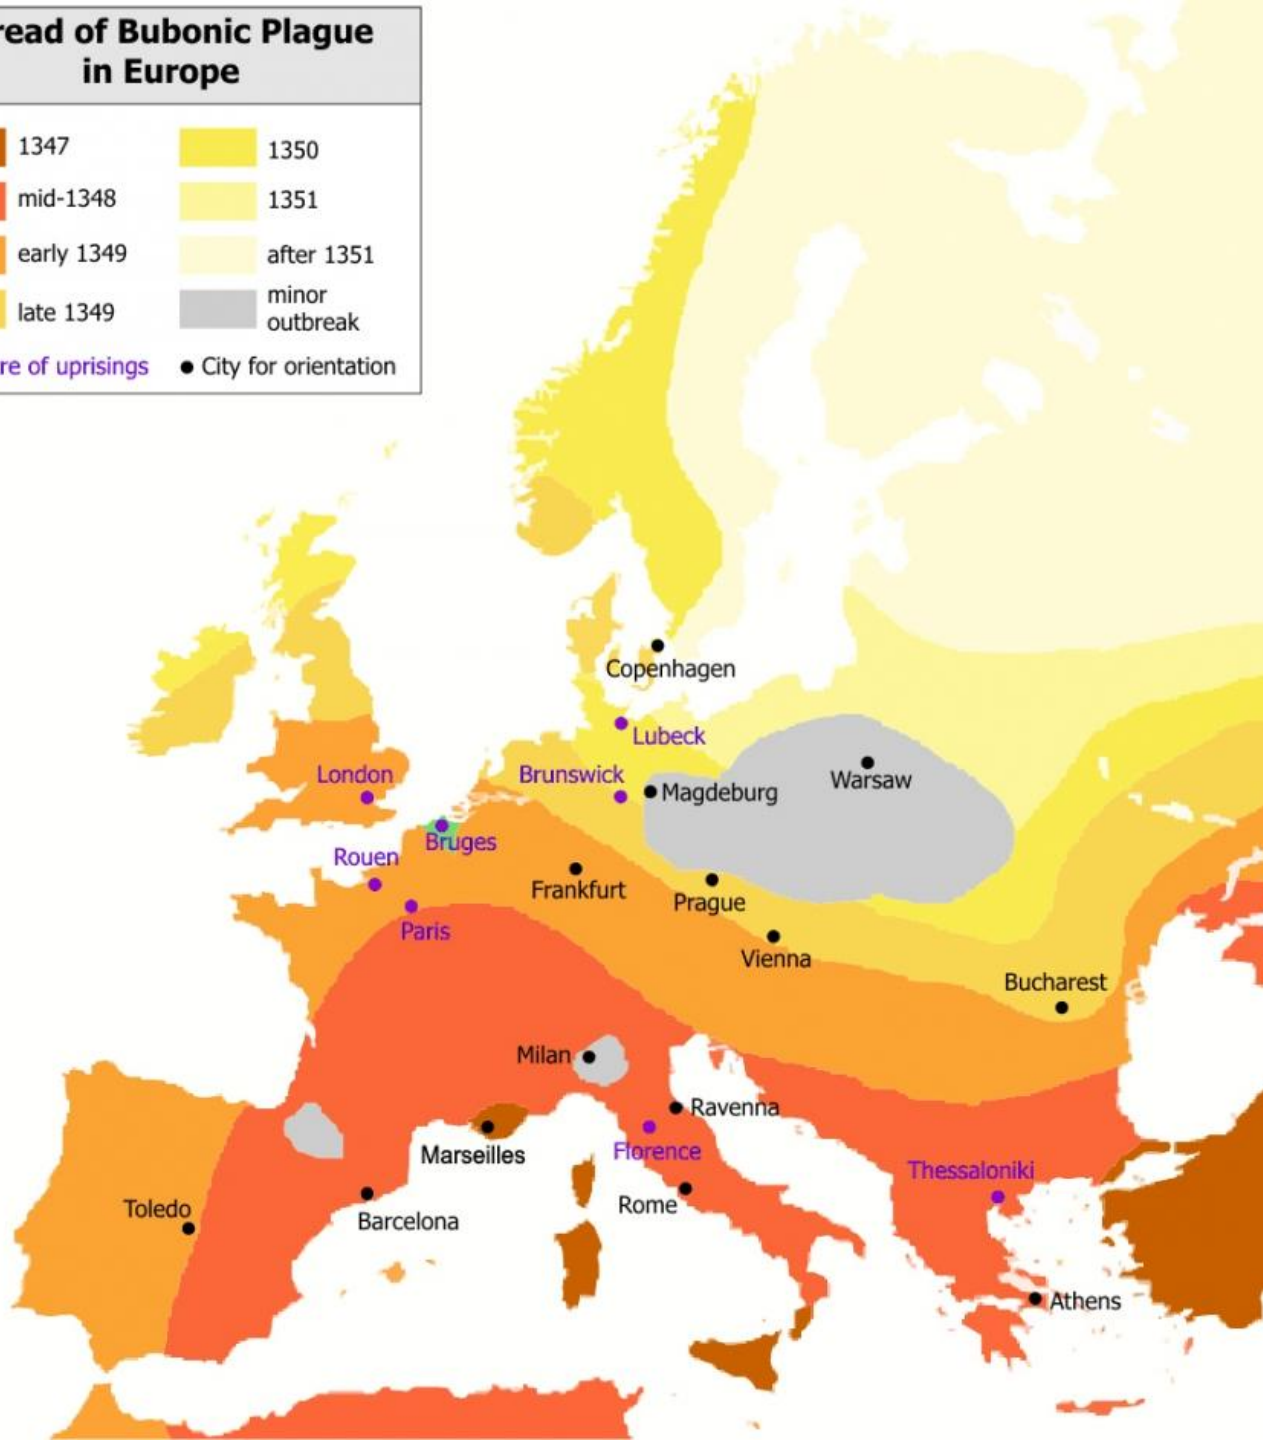 read of Bubonic Plague
in Europe
1347
1350
mid-1348
1351
early 1349
after 1351
late 1349
minor
outbreak
re of uprisings
City for orientation
Copenhagen
Lubeck
Brunswick
Magdeburg
Warsaw
London
Bruges
Rouen
Frankfurt
Prague
Paris
Vienna
Bucharest
Milan
Ravenna
Marseilles
Florence
Thessaloniki
Toledo
Rome
Barcelona
Athens